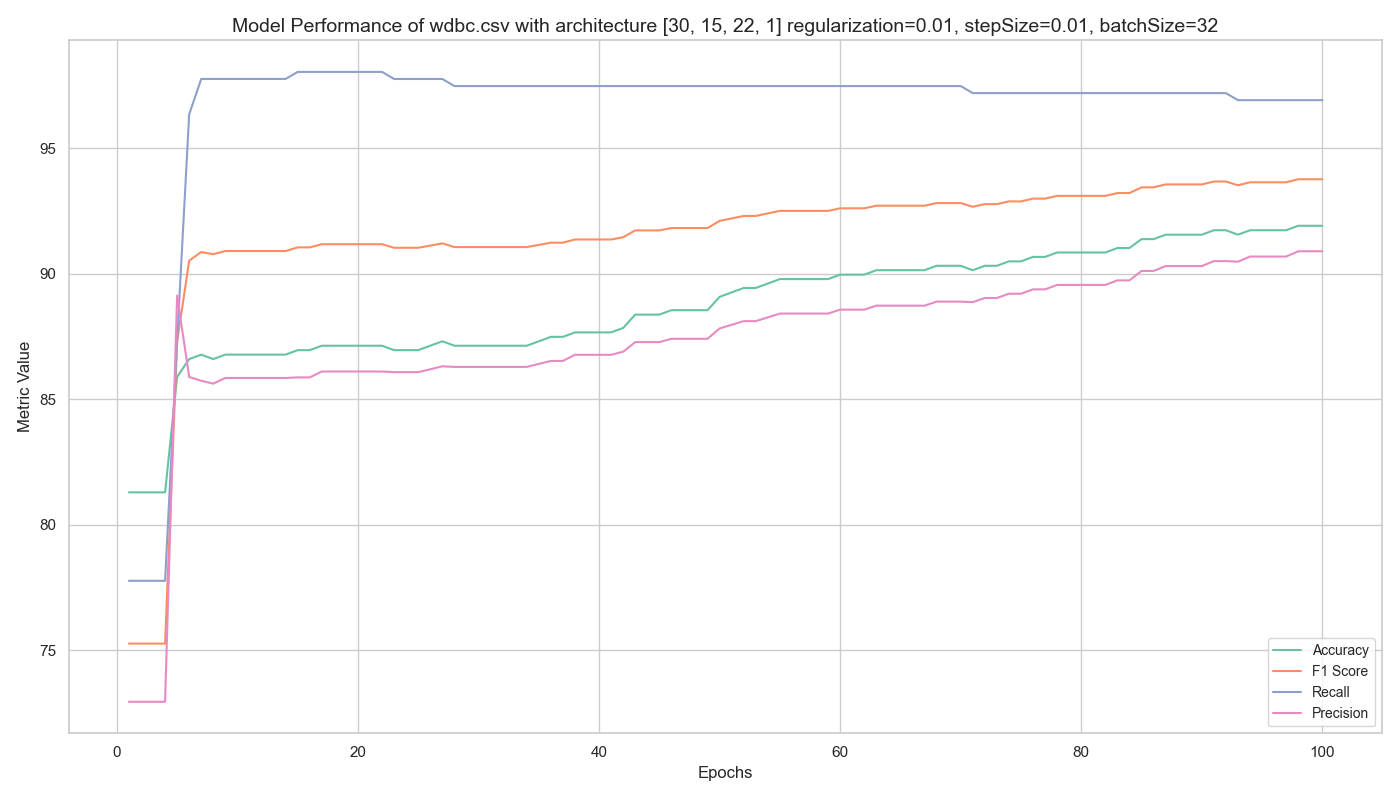 Model Performance of wdbc.csv with architecture [30, 15, 22, 1] regularization=0.01, stepSize=0.01, batchSize=32
Metric Value
95
90
85
80
75
0 20 40 60 80 100
Epochs
Accuracy
F1 Score
Recall
Precision